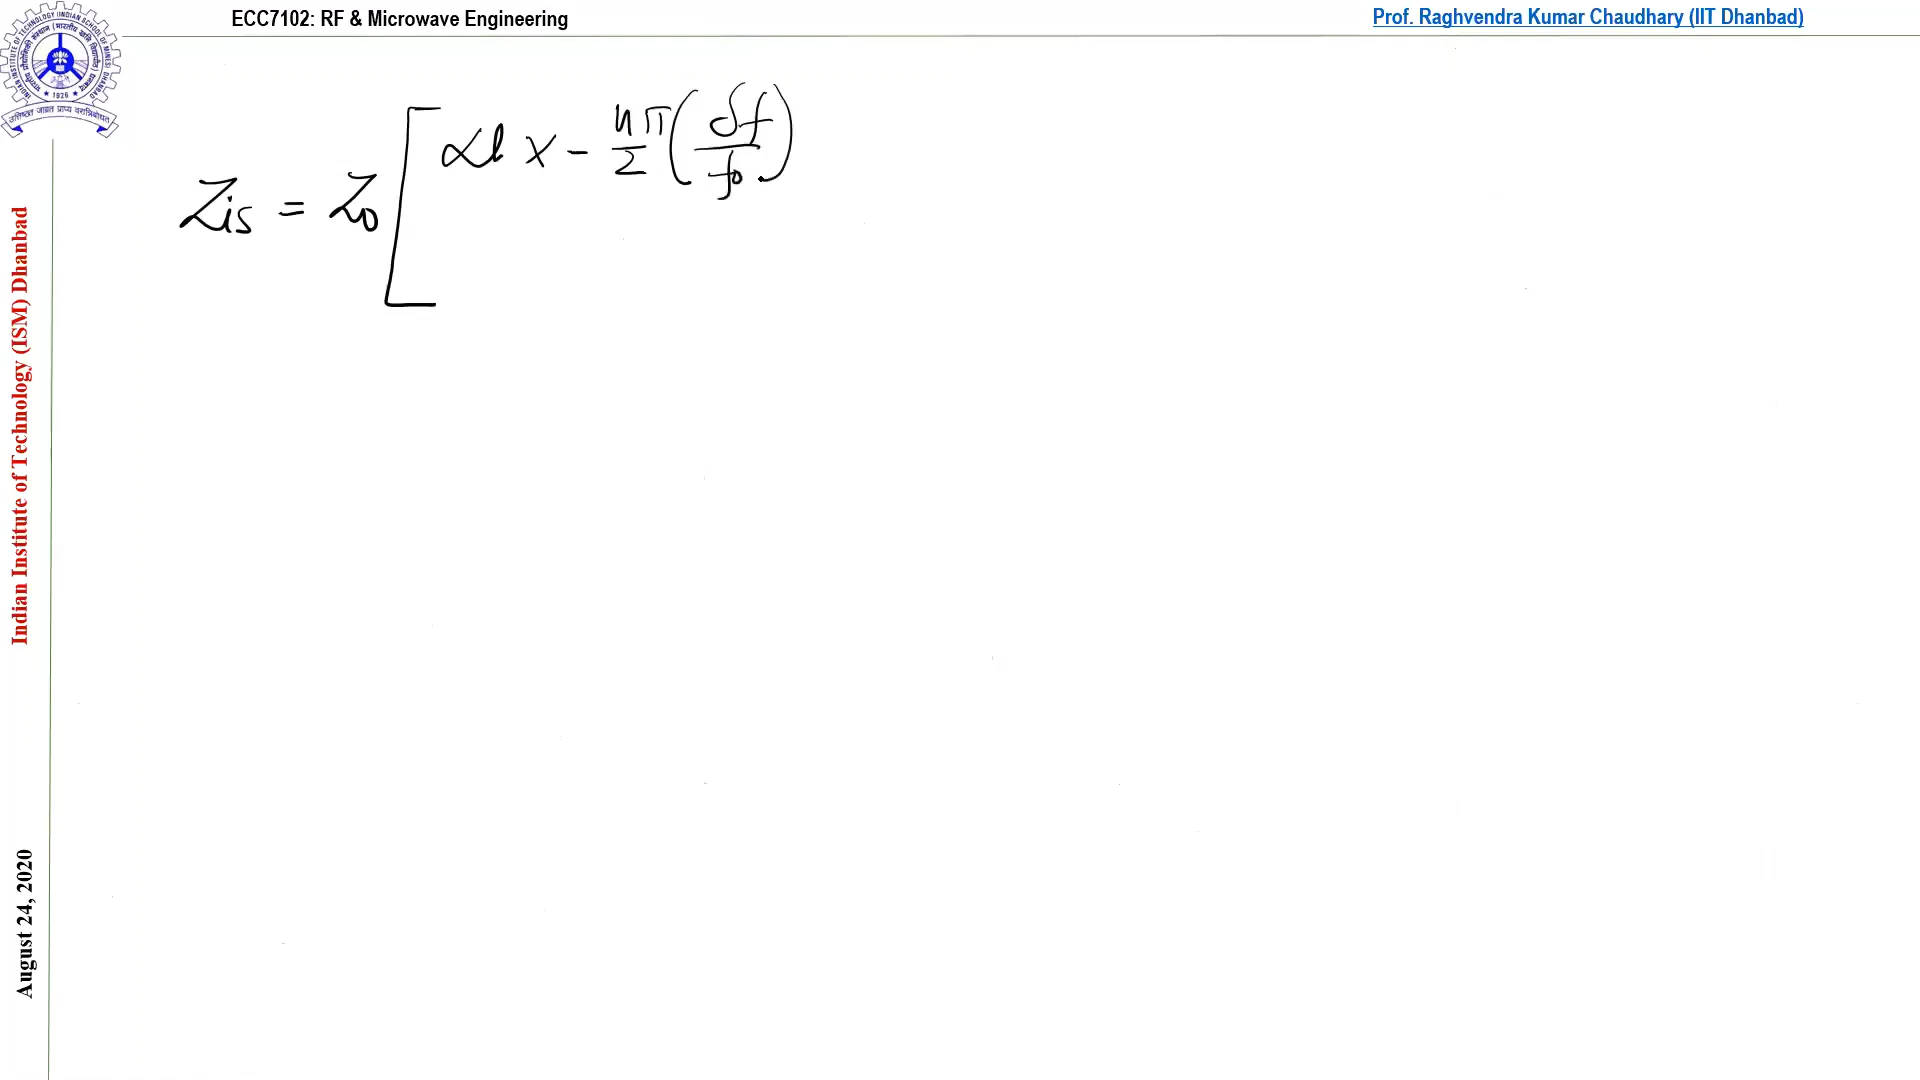 ECC7102: RF & Microwave Engineering
Prof. Raghvendra Kumar Chaudhary (IIT Dhanbad)
Zis = Z0 [ αl x - nπ/2 (δf/f0)
Indian Institute of Technology (ISM) Dhanbad
August 24, 2020
1926